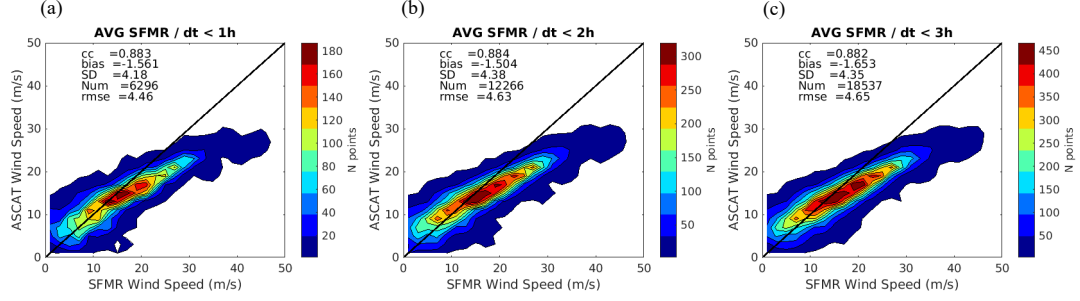 (a)
AVG SFMR / dt < 1h
cc =0.883
bias =-1.561
SD =4.18
Num =6296
rmse =4.46
ASCAT Wind Speed (m/s)
50
40
30
20
10
0
0 10 20 30 40 50
SFMR Wind Speed (m/s)
180
160
140
120
100
80
60
40
20
N points
(b)
AVG SFMR / dt < 2h
cc =0.884
bias =-1.504
SD =4.38
Num =12266
rmse =4.63
ASCAT Wind Speed (m/s)
50
40
30
20
10
0
0 10 20 30 40 50
SFMR Wind Speed (m/s)
300
250
200
150
100
50
N points
(c)
AVG SFMR / dt < 3h
cc =0.882
bias =-1.653
SD =4.35
Num =18537
rmse =4.65
ASCAT Wind Speed (m/s)
50
40
30
20
10
0
0 10 20 30 40 50
SFMR Wind Speed (m/s)
450
400
350
300
250
200
150
100
50
N points